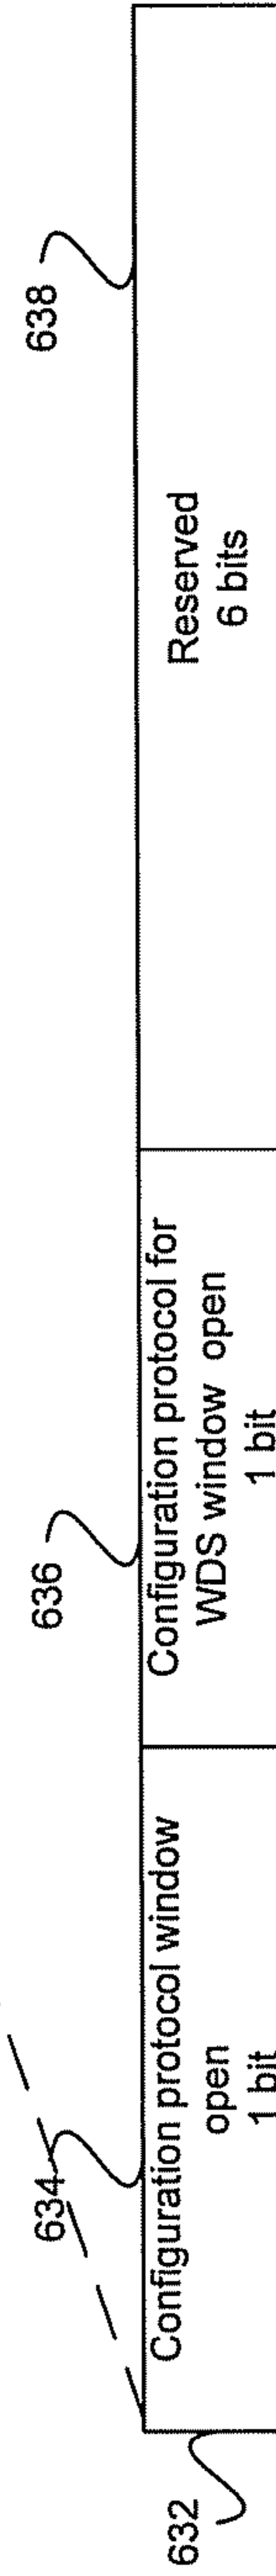 634
636
638
632
Configuration protocol window
open
1 bit
Configuration protocol for
WDS window open
1 bit
Reserved
6 bits